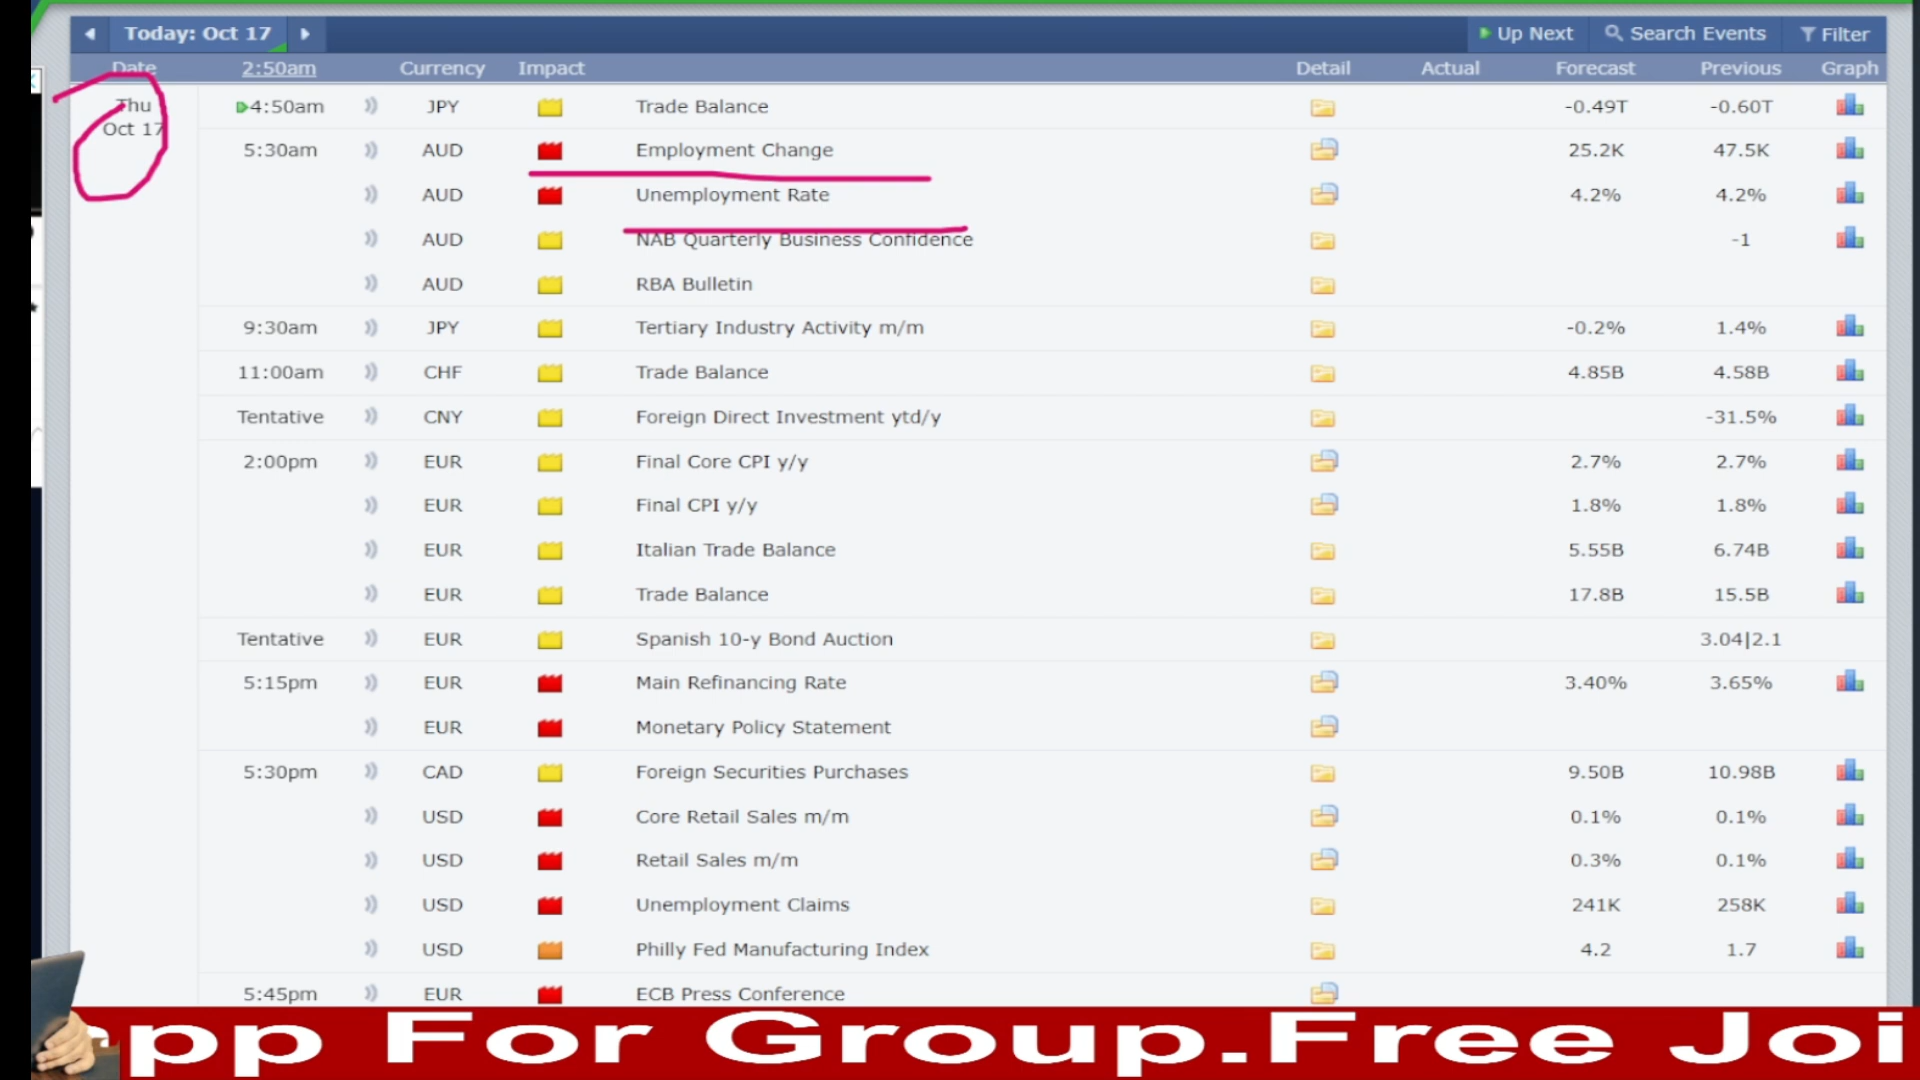 Today: Oct 17 Up Next Search Events Filter
Date 2:50am Currency Impact Detail Actual Forecast Previous Graph
Thu 4:50am JPY Trade Balance -0.49T -0.60T
Oct 17
5:30am AUD Employment Change 25.2K 47.5K
AUD Unemployment Rate 4.2% 4.2%
AUD NAB Quarterly Business Confidence -1
AUD RBA Bulletin
9:30am JPY Tertiary Industry Activity m/m -0.2% 1.4%
11:00am CHF Trade Balance 4.85B 4.58B
Tentative CNY Foreign Direct Investment ytd/y -31.5%
2:00pm EUR Final Core CPI y/y 2.7% 2.7%
EUR Final CPI y/y 1.8% 1.8%
EUR Italian Trade Balance 5.55B 6.74B
EUR Trade Balance 17.8B 15.5B
Tentative EUR Spanish 10-y Bond Auction 3.04|2.1
5:15pm EUR Main Refinancing Rate 3.40% 3.65%
EUR Monetary Policy Statement
5:30pm CAD Foreign Securities Purchases 9.50B 10.98B
USD Core Retail Sales m/m 0.1% 0.1%
USD Retail Sales m/m 0.3% 0.1%
USD Unemployment Claims 241K 258K
USD Philly Fed Manufacturing Index 4.2 1.7
5:45pm EUR ECB Press Conference
pp For Group.Free Joi